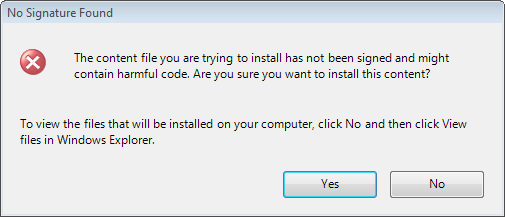 No Signature Found
The content file you are trying to install has not been signed and might
contain harmful code. Are you sure you want to install this content?
To view the files that will be installed on your computer, click No and then click View
files in Windows Explorer.
Yes
No